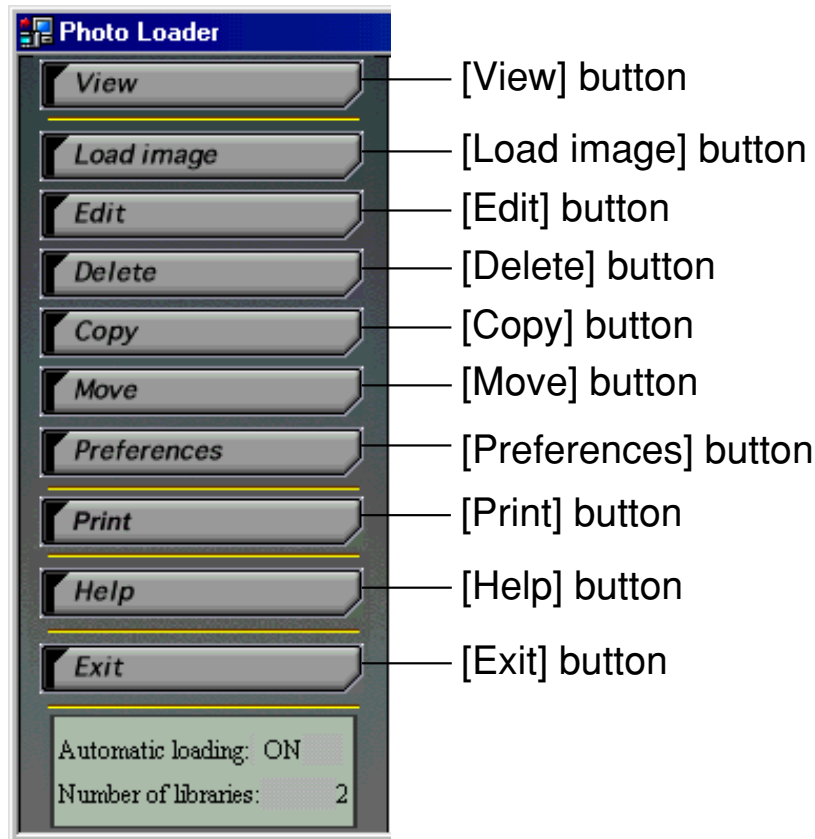 Photo Loader
View [View] button
Load image [Load image] button
Edit [Edit] button
Delete [Delete] button
Copy [Copy] button
Move [Move] button
Preferences [Preferences] button
Print [Print] button
Help [Help] button
Exit [Exit] button
Automatic loading: ON
Number of libraries: 2